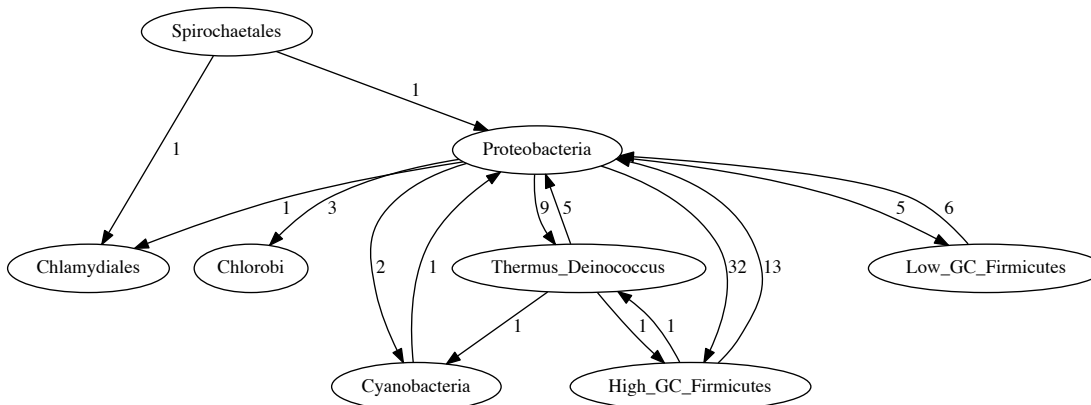 Spirochaetales
1
Proteobacteria
1
1 3
2 1 9 5 32 13 5 6
Chlamydiales Chlorobi Thermus_Deinococcus Low_GC_Firmicutes
1 1 1
Cyanobacteria High_GC_Firmicutes